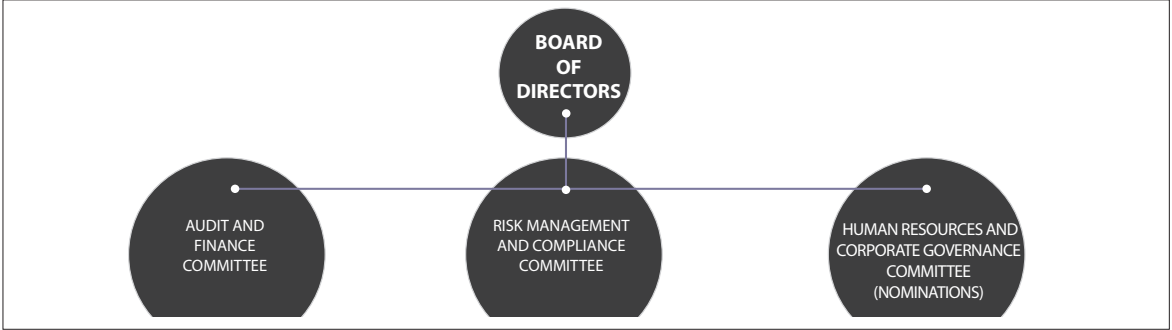 BOARD
OF
DIRECTORS
AUDIT AND
FINANCE
COMMITTEE
RISK MANAGEMENT
AND COMPLIANCE
COMMITTEE
HUMAN RESOURCES AND
CORPORATE GOVERNANCE
COMMITTEE
(NOMINATIONS)